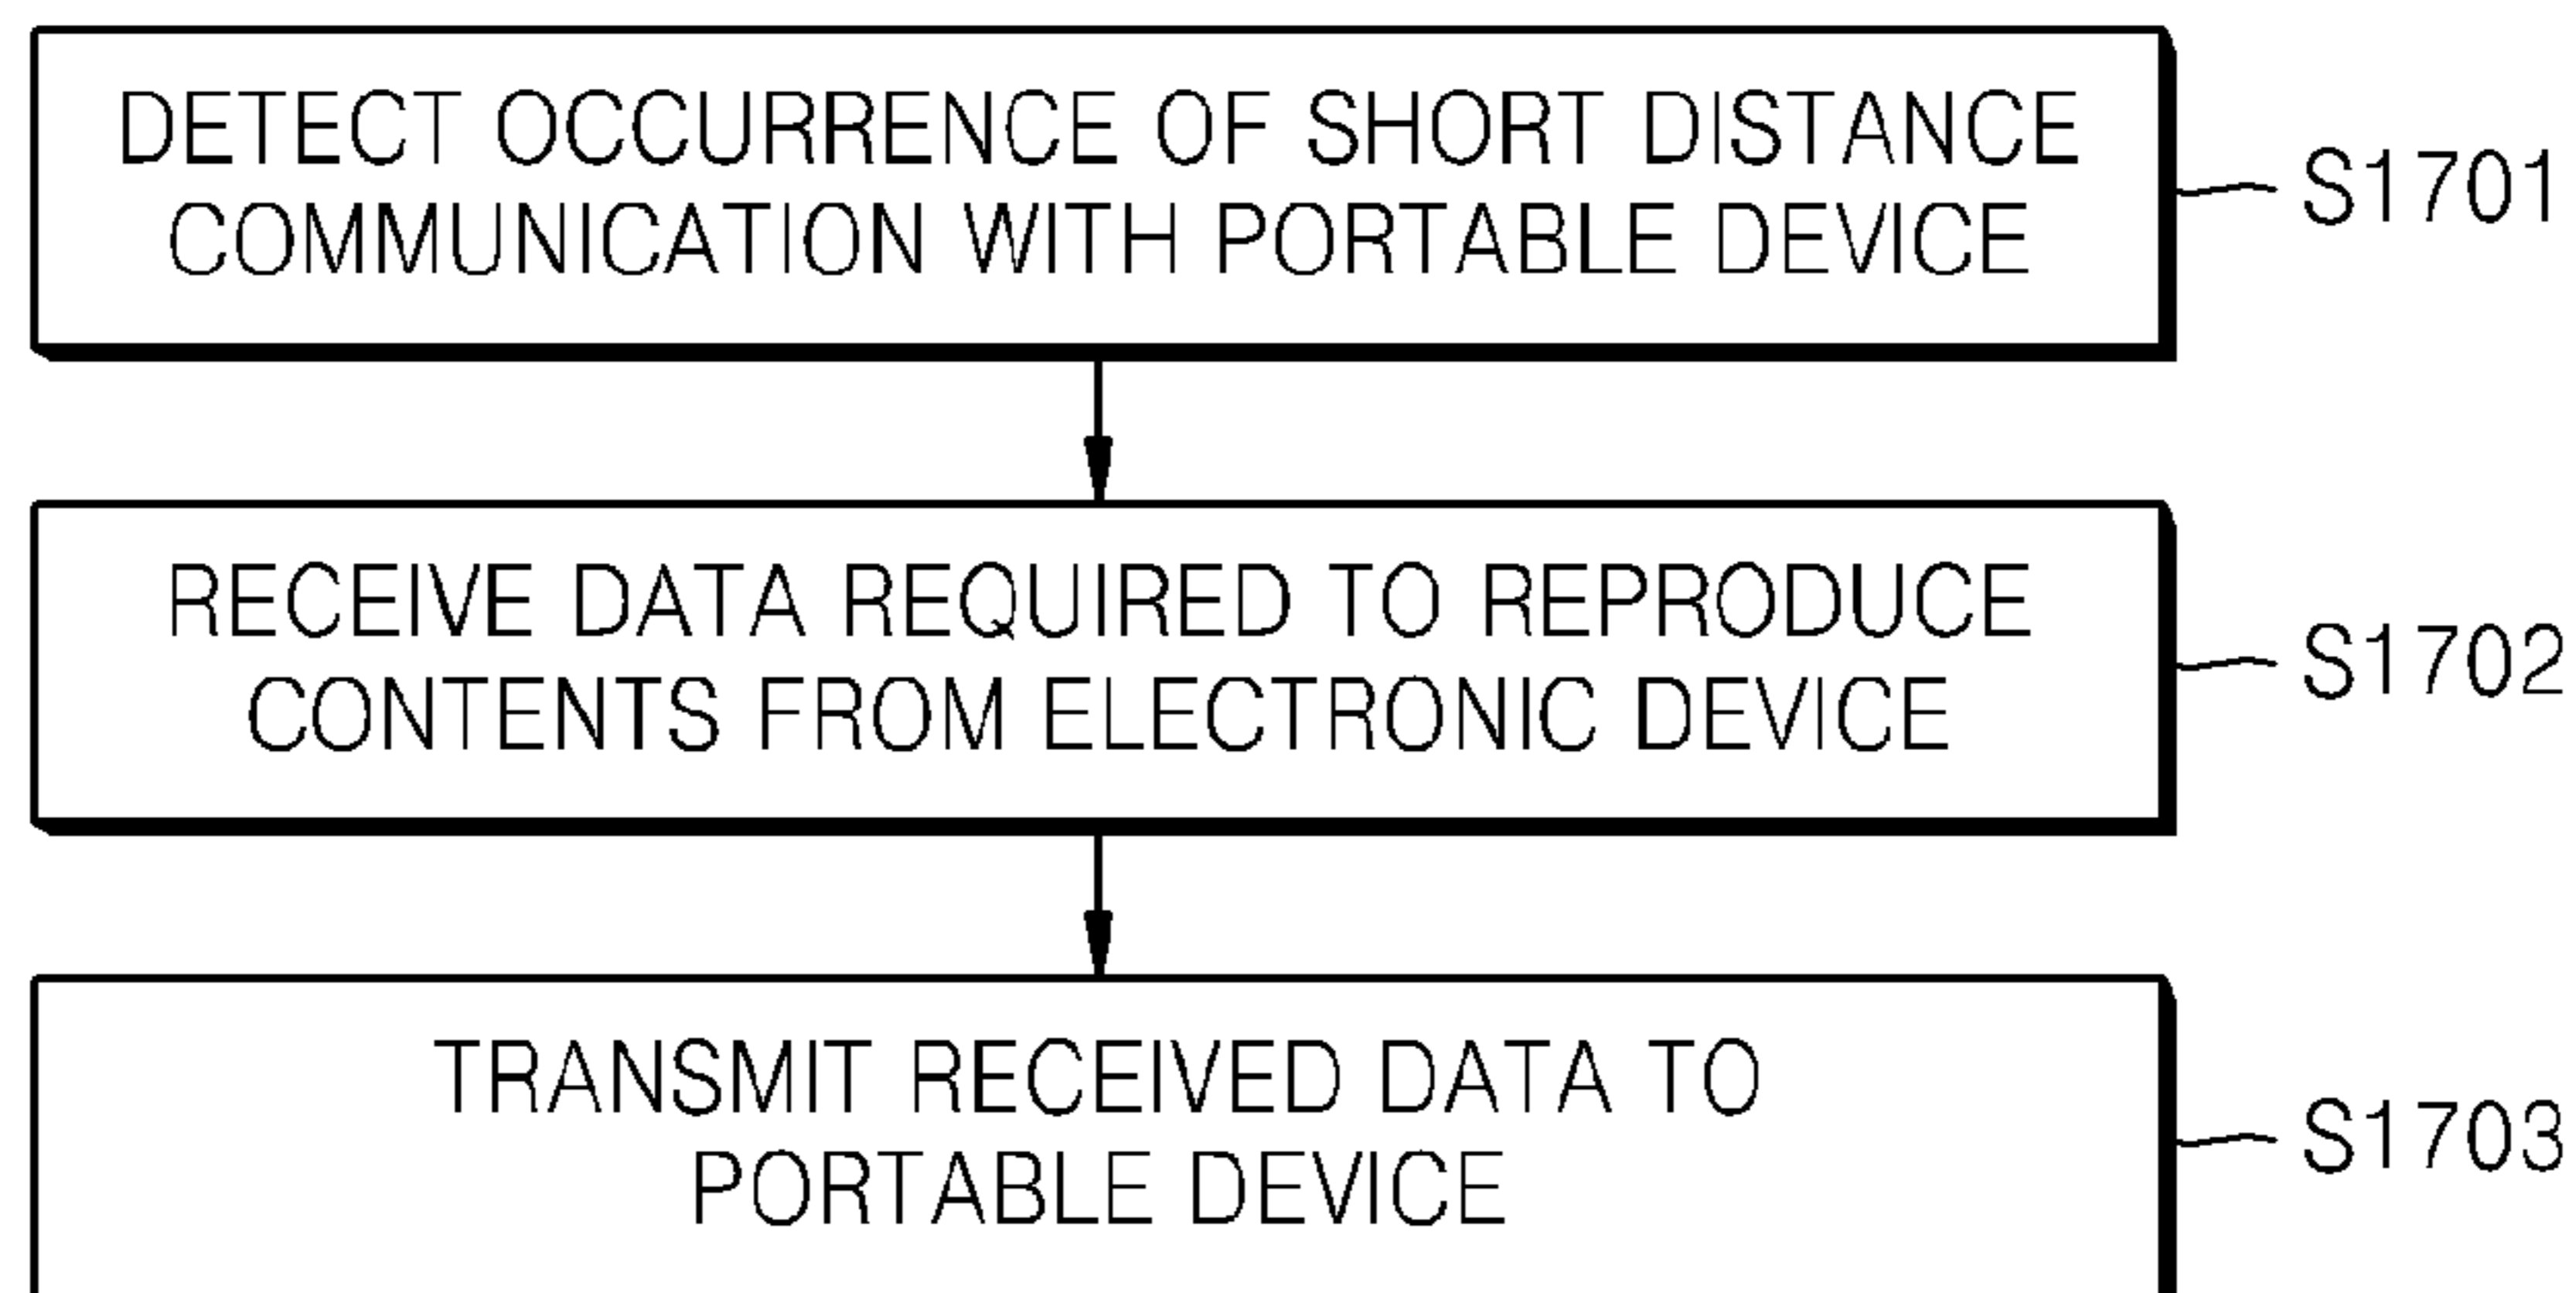 DETECT OCCURRENCE OF SHORT DISTANCE
COMMUNICATION WITH PORTABLE DEVICE
S1701
RECEIVE DATA REQUIRED TO REPRODUCE
CONTENTS FROM ELECTRONIC DEVICE
S1702
TRANSMIT RECEIVED DATA TO
PORTABLE DEVICE
S1703